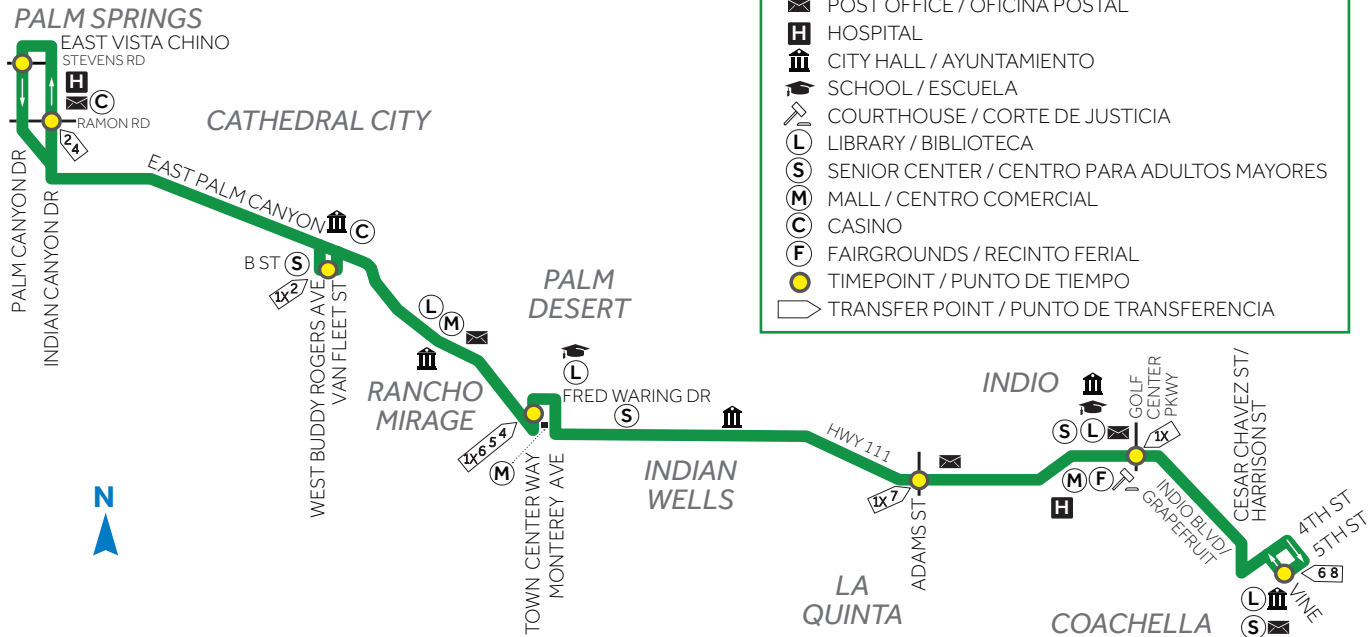 PALM SPRINGS
EAST VISTA CHINO
STEVENS RD
H
C
RAMON RD
2 4
PALM CANYON DR
INDIAN CANYON DR
CATHEDRAL CITY
EAST PALM CANYON
C
B ST S
1X 2
WEST BUDDY ROGERS AVE
VAN FLEET ST
L
M
RANCHO
MIRAGE
PALM
DESERT
L
FRED WARING DR
S
1X 6 5 4
M
TOWN CENTER WAY
MONTEREY AVE
INDIAN
WELLS
HWY 111
1X 7
ADAMS ST
LA
QUINTA
INDIO
S L
M F
H
GOLF
CENTER
PKWY
1X
INDIO BLVD/
GRAPEFRUIT
CESAR CHAVEZ ST/
HARRISON ST
4TH ST
5TH ST
6 8
VINE
L
S
COACHELLA
N
POST OFFICE / OFICINA POSTAL
H HOSPITAL
CITY HALL / AYUNTAMIENTO
SCHOOL / ESCUELA
COURTHOUSE / CORTE DE JUSTICIA
L LIBRARY / BIBLIOTECA
S SENIOR CENTER / CENTRO PARA ADULTOS MAYORES
M MALL / CENTRO COMERCIAL
C CASINO
F FAIRGROUNDS / RECINTO FERIAL
TIMEPOINT / PUNTO DE TIEMPO
TRANSFER POINT / PUNTO DE TRANSFERENCIA